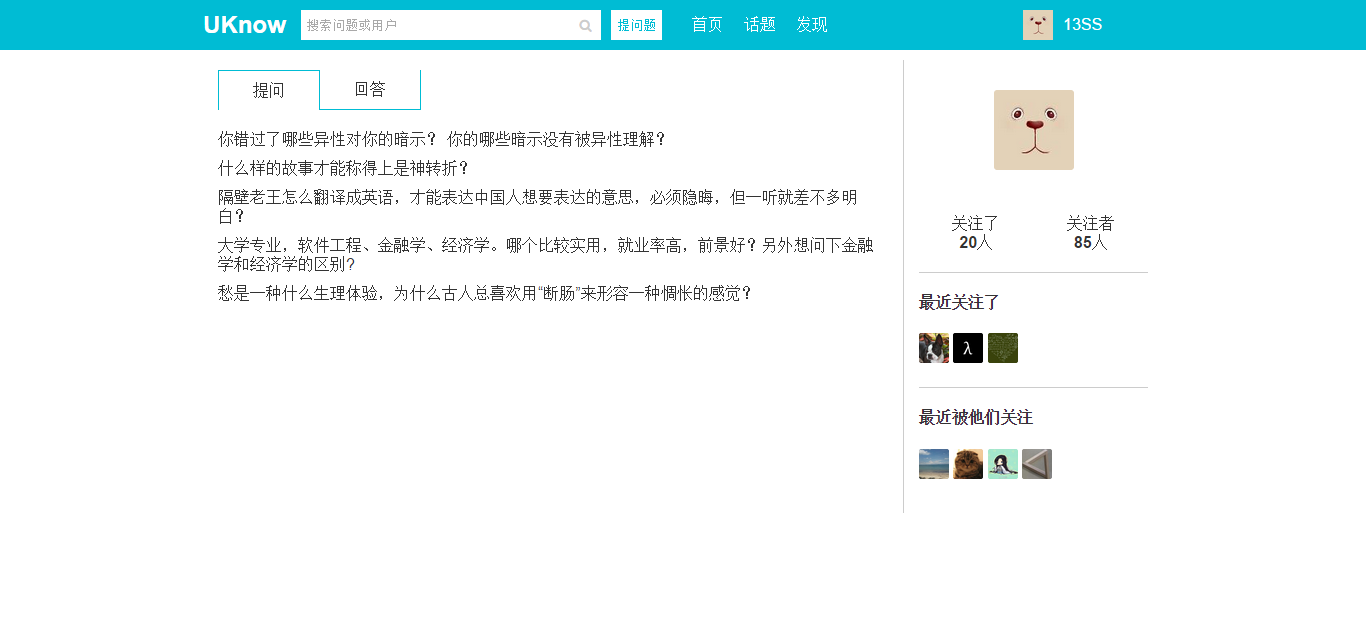 UKnow 搜索问题或用户 提问题 首页 话题 发现 13SS
提问 回答
你错过了哪些异性对你的暗示? 你的哪些暗示没有被异性理解?
什么样的故事才能称得上是神转折?
隔壁老王怎么翻译成英语，才能表达中国人想要表达的意思，必须隐晦，但一听就差不多明
白?
大学专业，软件工程、金融学、经济学。哪个比较实用，就业率高，前景好? 另外想问下金融
学和经济学的区别?
愁是一种什么生理体验，为什么古人总喜欢用“断肠”来形容一种惆怅的感觉?
关注了 关注者
20人 85人
最近关注了
λ
最近被他们关注